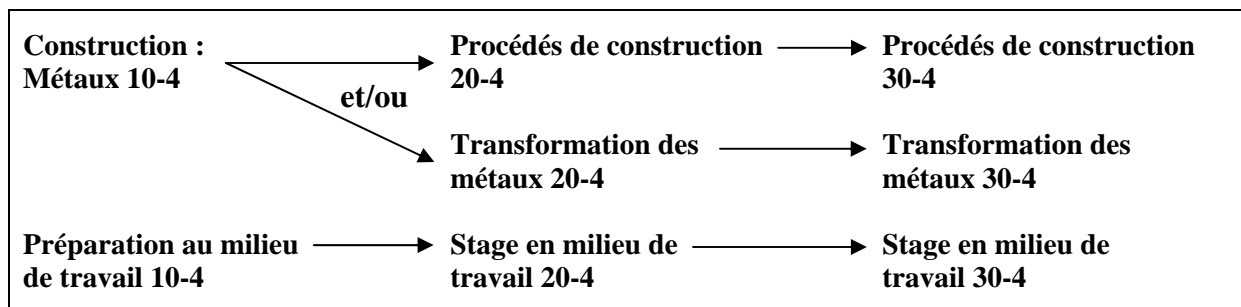 Construction :
Métaux 10-4
Procédés de construction
20-4
Procédés de construction
30-4
et/ou
Transformation des
métaux 20-4
Transformation des
métaux 30-4
Préparation au milieu
de travail 10-4
Stage en milieu de
travail 20-4
Stage en milieu de
travail 30-4